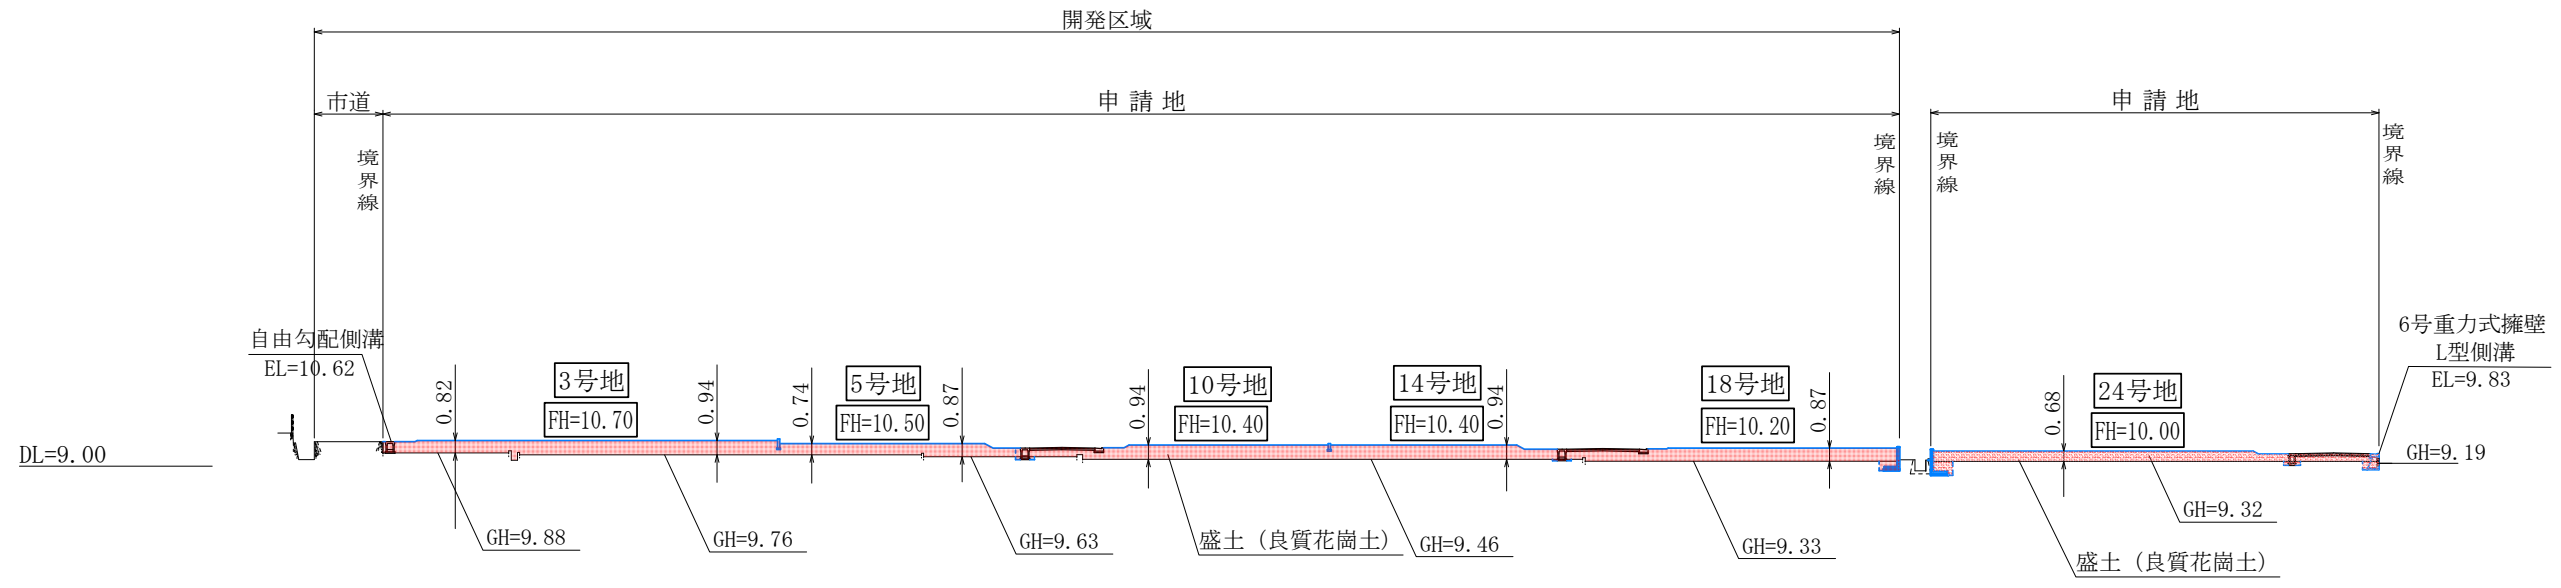 開発区域
市道
申請地
申請地
境界線
境界線
境界線
境界線
自由勾配側溝
EL=10.62
3号地
FH=10.70
5号地
FH=10.50
10号地
FH=10.40
14号地
FH=10.40
18号地
FH=10.20
24号地
FH=10.00
6号重力式擁壁
L型側溝
EL=9.83
0.82
0.94
0.74
0.87
0.94
0.94
0.87
0.68
DL=9.00
GH=9.19
GH=9.88
GH=9.76
GH=9.63
盛土（良質花崗土）
GH=9.46
GH=9.33
GH=9.32
盛土（良質花崗土）